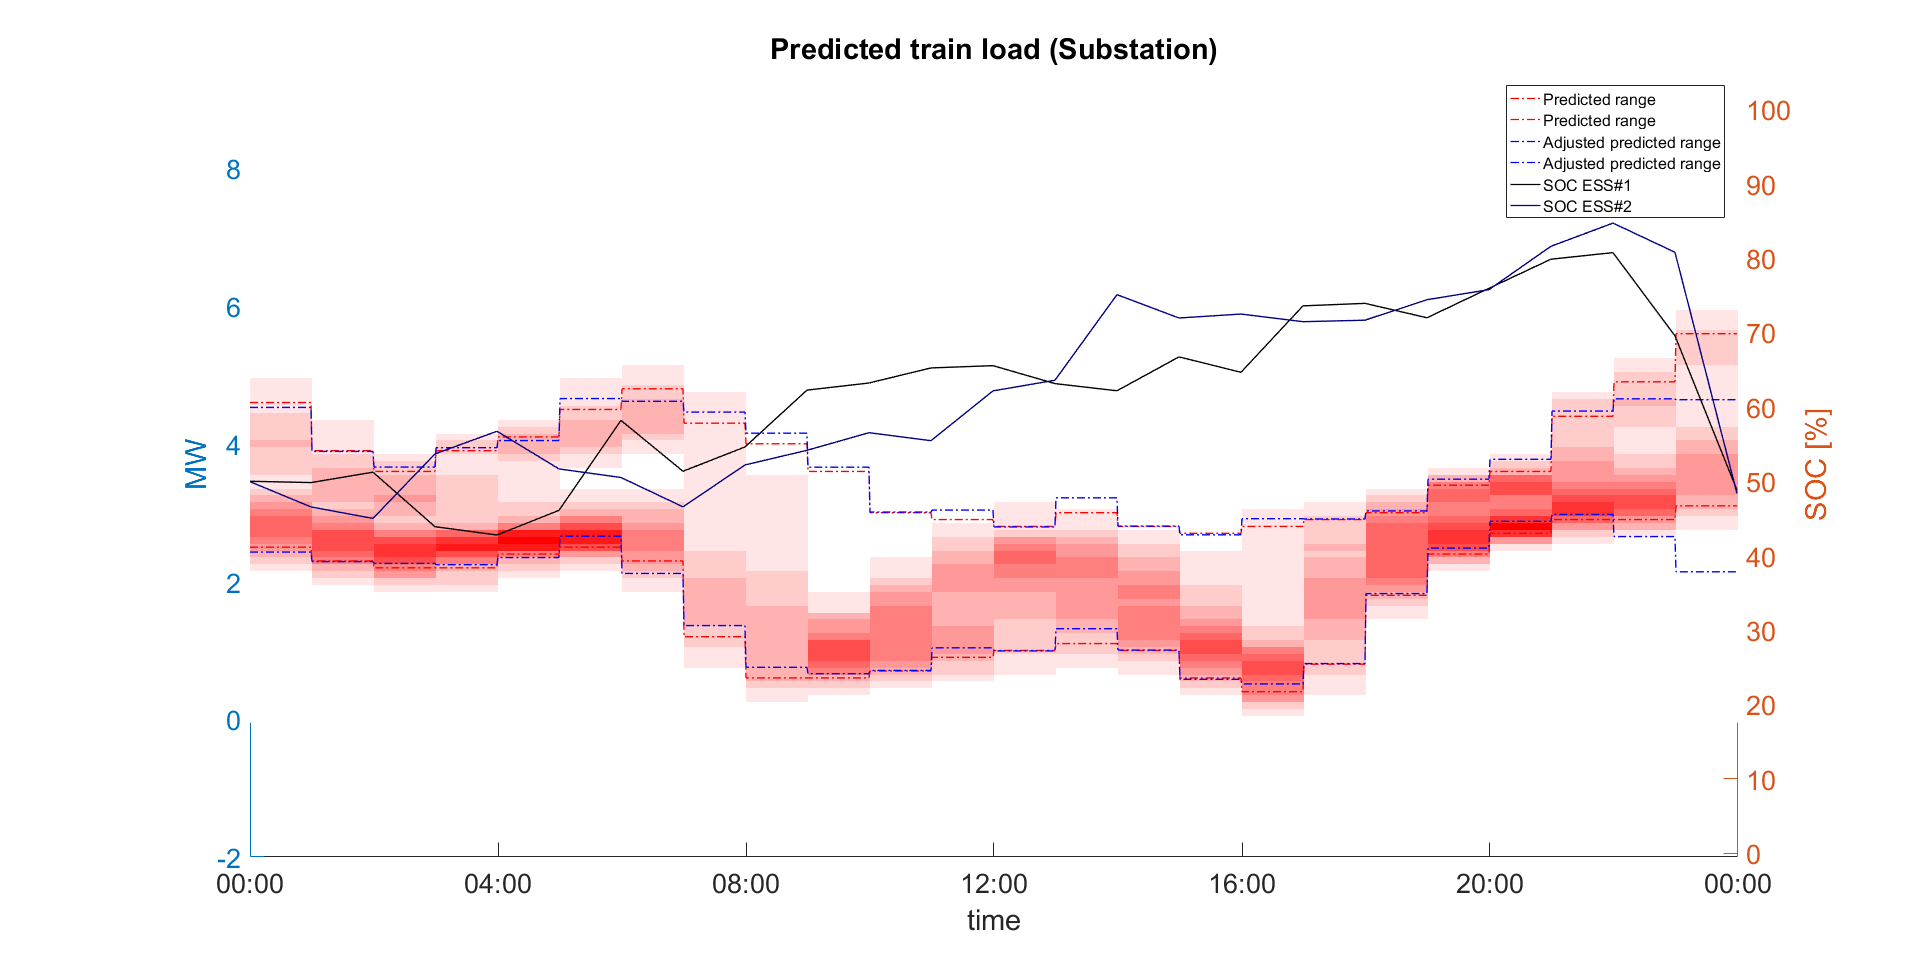 Predicted train load (Substation)
Predicted range
Predicted range
Adjusted predicted range
Adjusted predicted range
SOC ESS#1
SOC ESS#2
8
6
4
2
0
-2
MW
100
90
80
70
60
50
40
30
20
10
0
SOC [%]
00:00 04:00 08:00 12:00 16:00 20:00 00:00
time